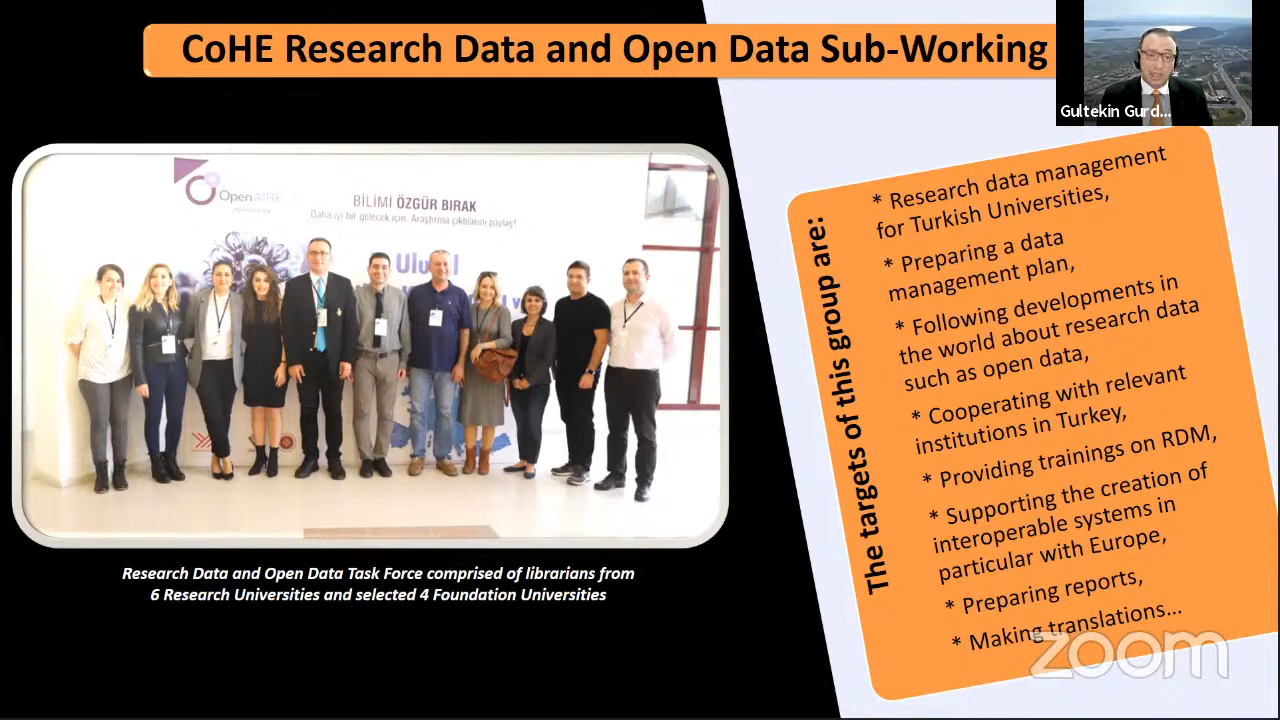 CoHE Research Data and Open Data Sub-Working
Gultekin Gurd...
OpenAIRE
BİLİMİ ÖZGÜR BIRAK
Daha iyi bir gelecek için. Araştırma çıktılarını paylaş!
Research Data and Open Data Task Force comprised of librarians from
6 Research Universities and selected 4 Foundation Universities
The targets of this group are:
* Research data management
for Turkish Universities,
* Preparing a data
management plan,
* Following developments in
the world about research data
such as open data,
* Cooperating with relevant
institutions in Turkey,
* Providing trainings on RDM,
* Supporting the creation of
interoperable systems in
particular with Europe,
* Preparing reports,
* Making translations...
zoom